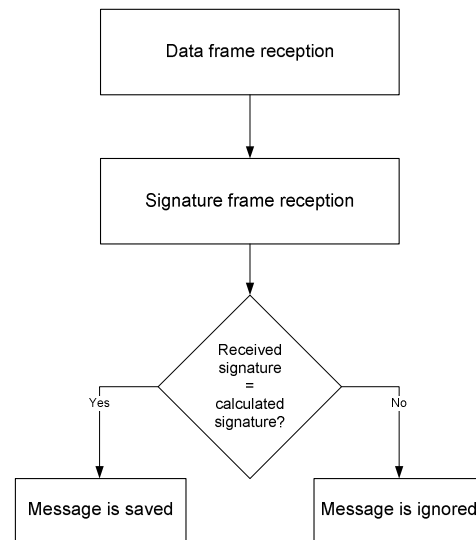 Data frame reception
Signature frame reception
Received
signature
=
calculated
signature?
Yes
No
Message is saved
Message is ignored